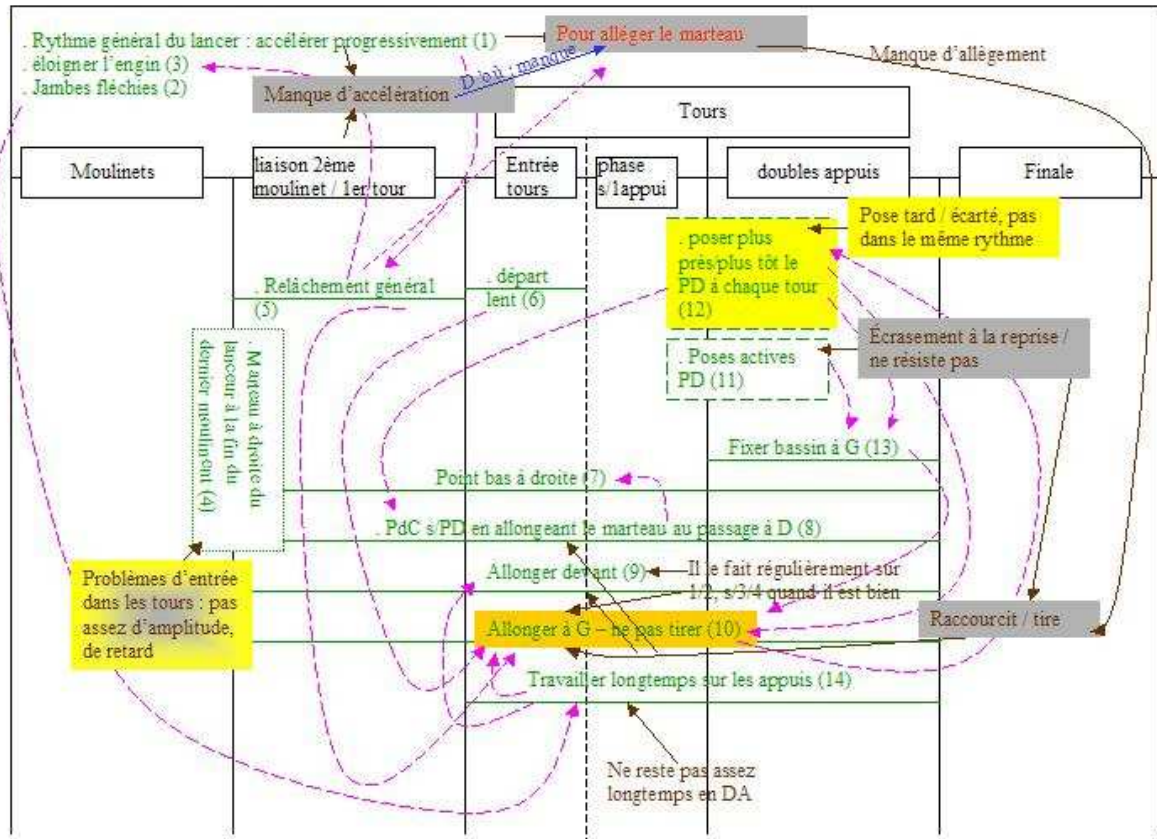 . Rythme général du lancer : accélérer progressivement (1)
. éloigner l'engin (3)
. Jambes fléchies (2)
Pour alléger le marteau
D'où : manque
Manque d'accélération
Manque d'allègement
Tours
Moulinets
liaison 2ème
moulinet / 1er tour
Entrée
tours
phase
s/1appui
doubles appuis
Finale
Pose tard / écarté, pas
dans le même rythme
. poser plus
près/plus tôt le
PD à chaque tour
(12)
. Relâchement général
(5)
. départ
lent (6)
. Marteau à droite du
lanceur à la fin du
dernier moulinent (4)
Écrasement à la reprise /
ne résiste pas
. Poses actives
PD (11)
Fixer bassin à G (13)
Point bas à droite (7)
. PdC s/PD en allongeant le marteau au passage à D (8)
Problèmes d'entrée
dans les tours : pas
assez d'amplitude,
de retard
Allonger devant (9)
Il le fait régulièrement sur
1/2, s/3/4 quand il est bien
Allonger à G – ne pas tirer (10)
Raccourcit / tire
Travailler longtemps sur les appuis (14)
Ne reste pas assez
longtemps en DA